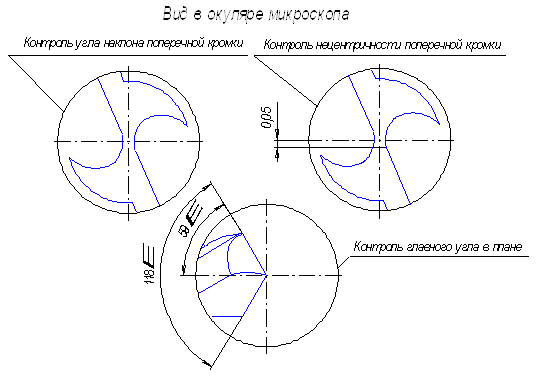 Вид в окуляре микроскопа
Контроль угла наклона поперечной кромки
Контроль нецентричности поперечной кромки
0,05
59
118
Контроль главного угла в плане